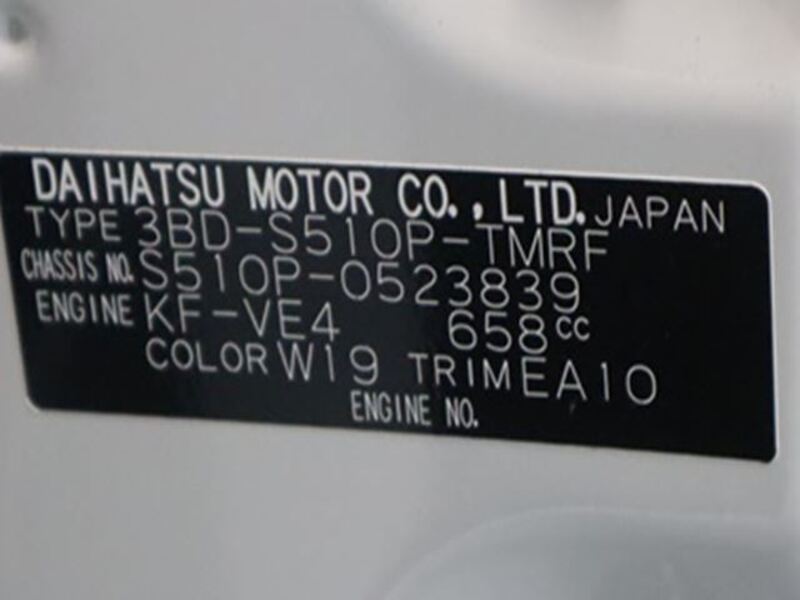 DAIHATSU MOTOR CO., LTD. JAPAN
TYPE 3BD-S510P-TMRF
CHASSIS NO. S510P-0523839
ENGINE KF-VE4 658cc
COLOR W19 TRIM EA10
ENGINE NO.